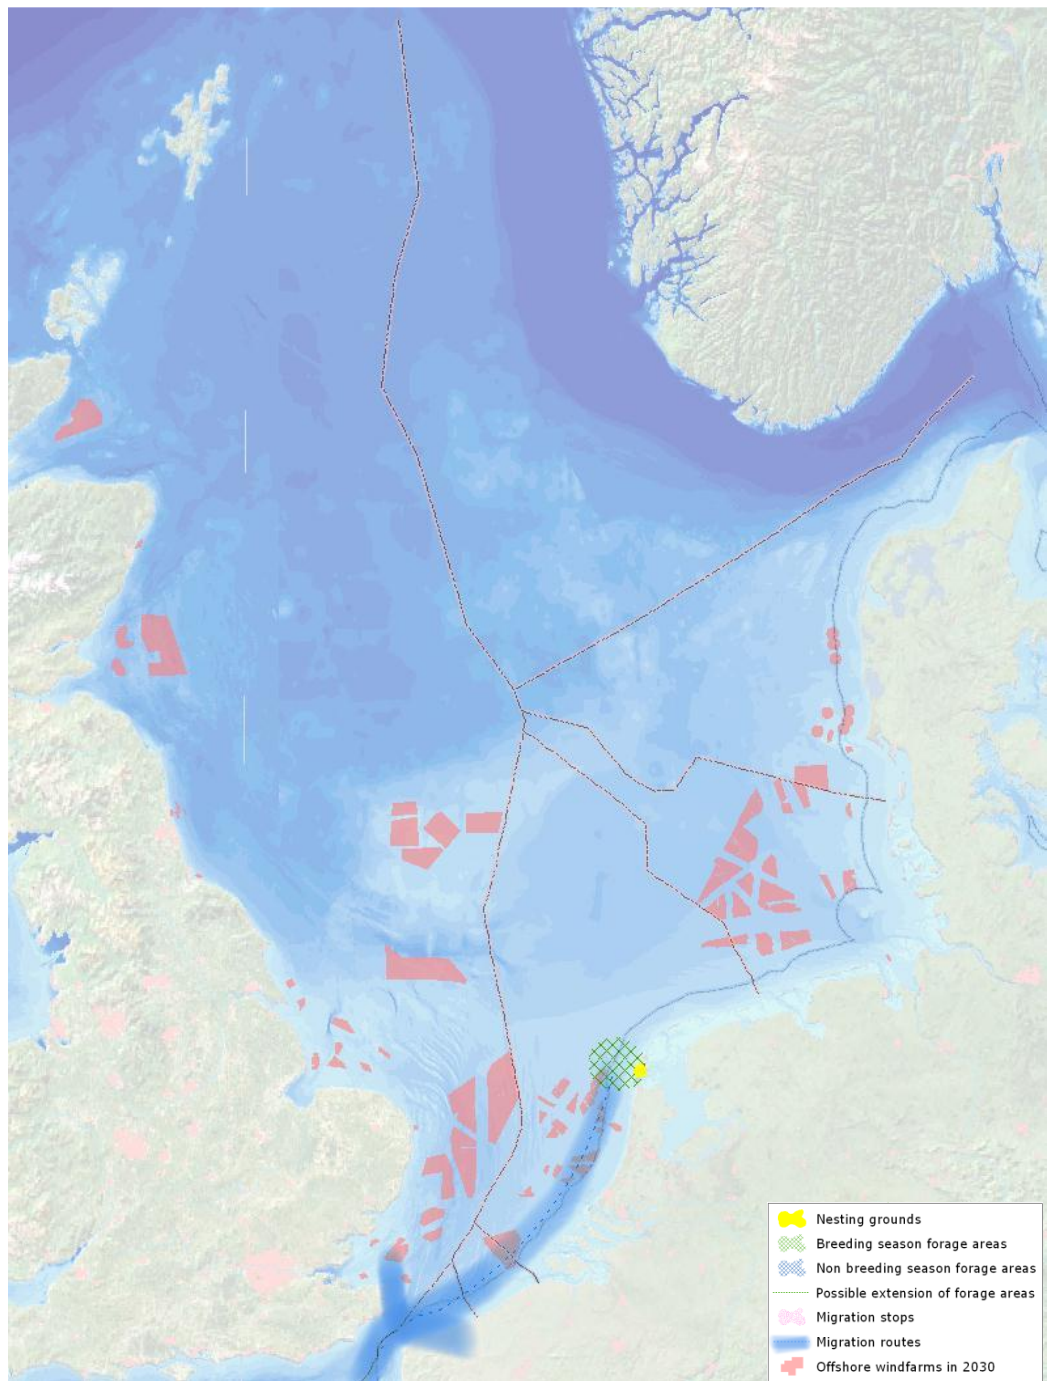 Nesting grounds
Breeding season forage areas
Non breeding season forage areas
Possible extension of forage areas
Migration stops
Migration routes
Offshore windfarms in 2030